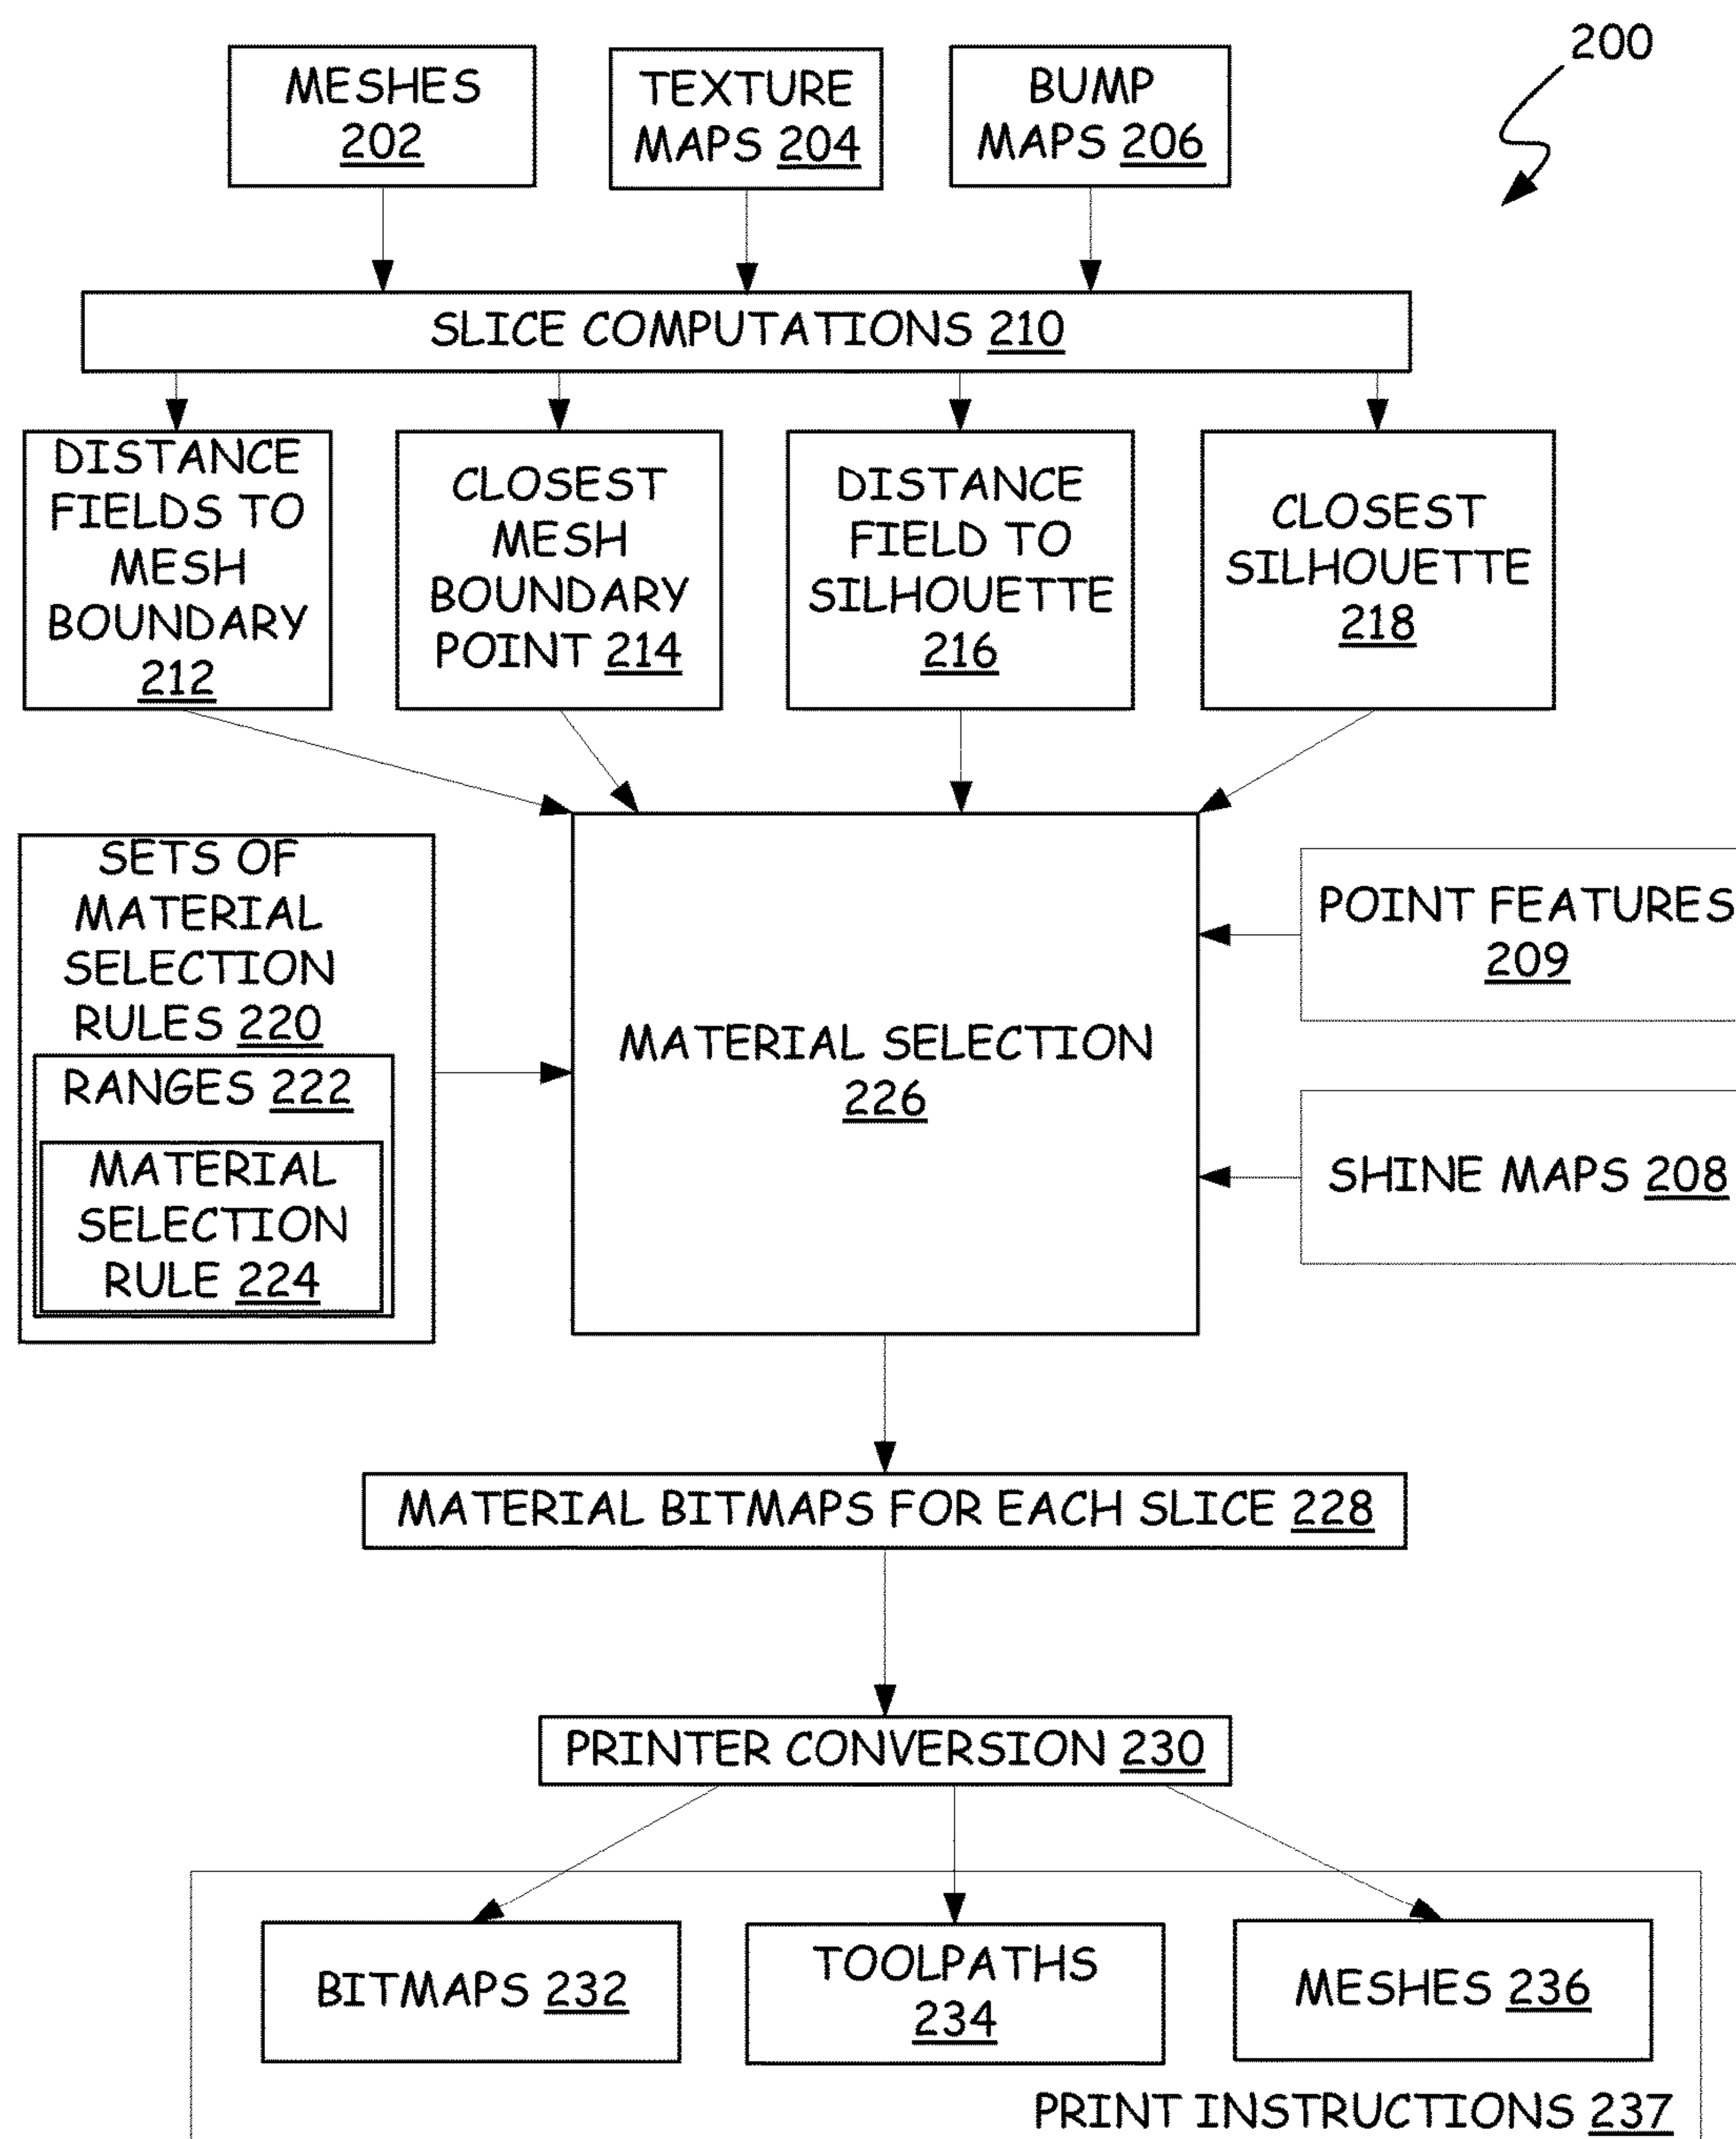 200
MESHES
202
TEXTURE
MAPS 204
BUMP
MAPS 206
SLICE COMPUTATIONS 210
DISTANCE
FIELDS TO
MESH
BOUNDARY
212
CLOSEST
MESH
BOUNDARY
POINT 214
DISTANCE
FIELD TO
SILHOUETTE
216
CLOSEST
SILHOUETTE
218
SETS OF
MATERIAL
SELECTION
RULES 220
RANGES 222
MATERIAL
SELECTION
RULE 224
MATERIAL SELECTION
226
POINT FEATURES
209
SHINE MAPS 208
MATERIAL BITMAPS FOR EACH SLICE 228
PRINTER CONVERSION 230
BITMAPS 232
TOOLPATHS
234
MESHES 236
PRINT INSTRUCTIONS 237